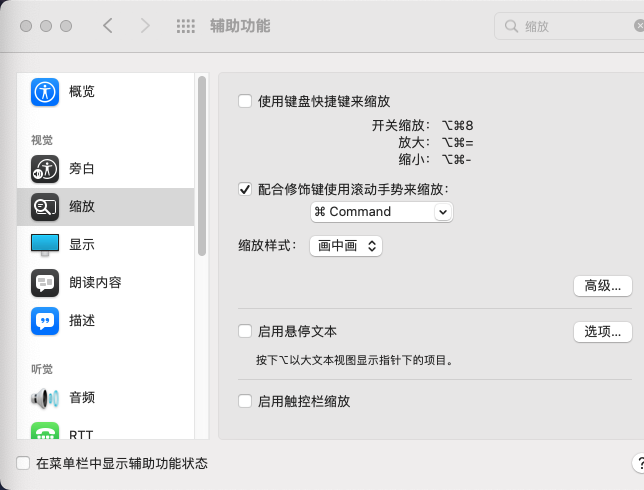 辅助功能
缩放
概览
视觉
旁白
缩放
显示
朗读内容
描述
听觉
音频
RTT
使用键盘快捷键来缩放
开关缩放: ⌥⌘8
放大: ⌥⌘=
缩小: ⌥⌘-
配合修饰键使用滚动手势来缩放:
⌘ Command
缩放样式: 画中画
高级...
启用悬停文本
选项...
按下⌥以大文本视图显示指针下的项目。
启用触控栏缩放
在菜单栏中显示辅助功能状态
?